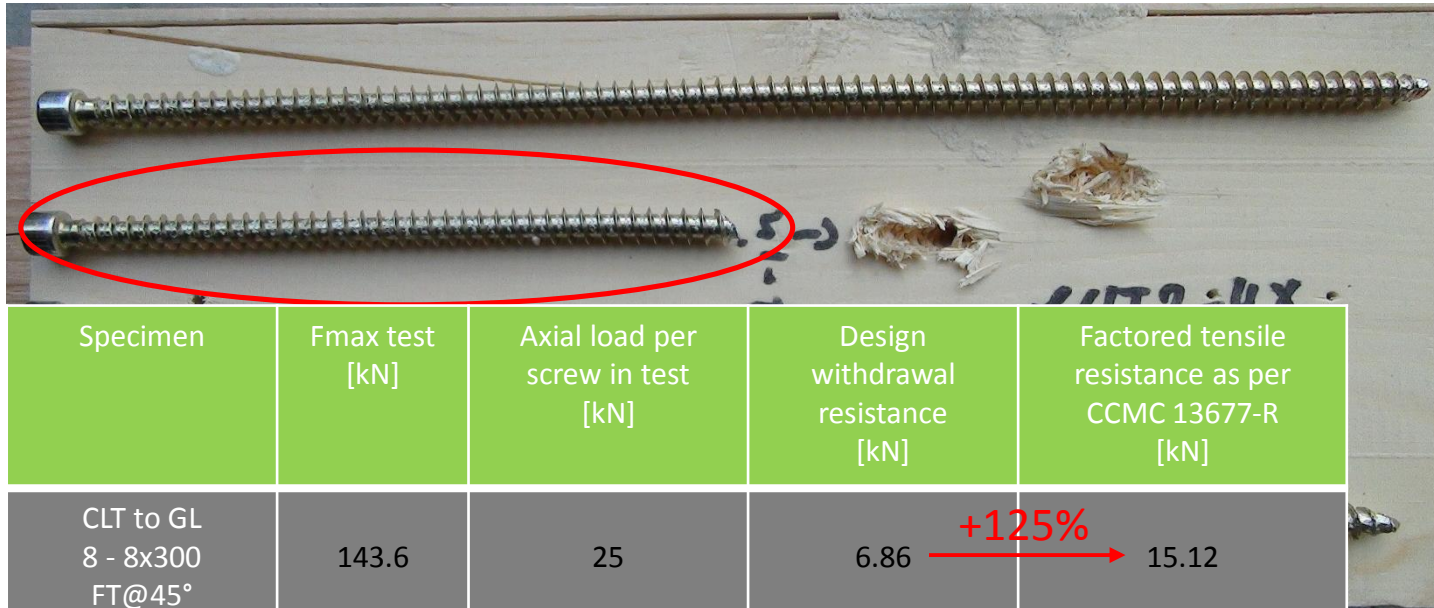 Specimen
Fmax test
[kN]
Axial load per
screw in test
[kN]
Design
withdrawal
resistance
[kN]
Factored tensile
resistance as per
CCMC 13677-R
[kN]
CLT to GL
8 - 8x300
FT@45°
143.6
25
6.86
+125%
15.12